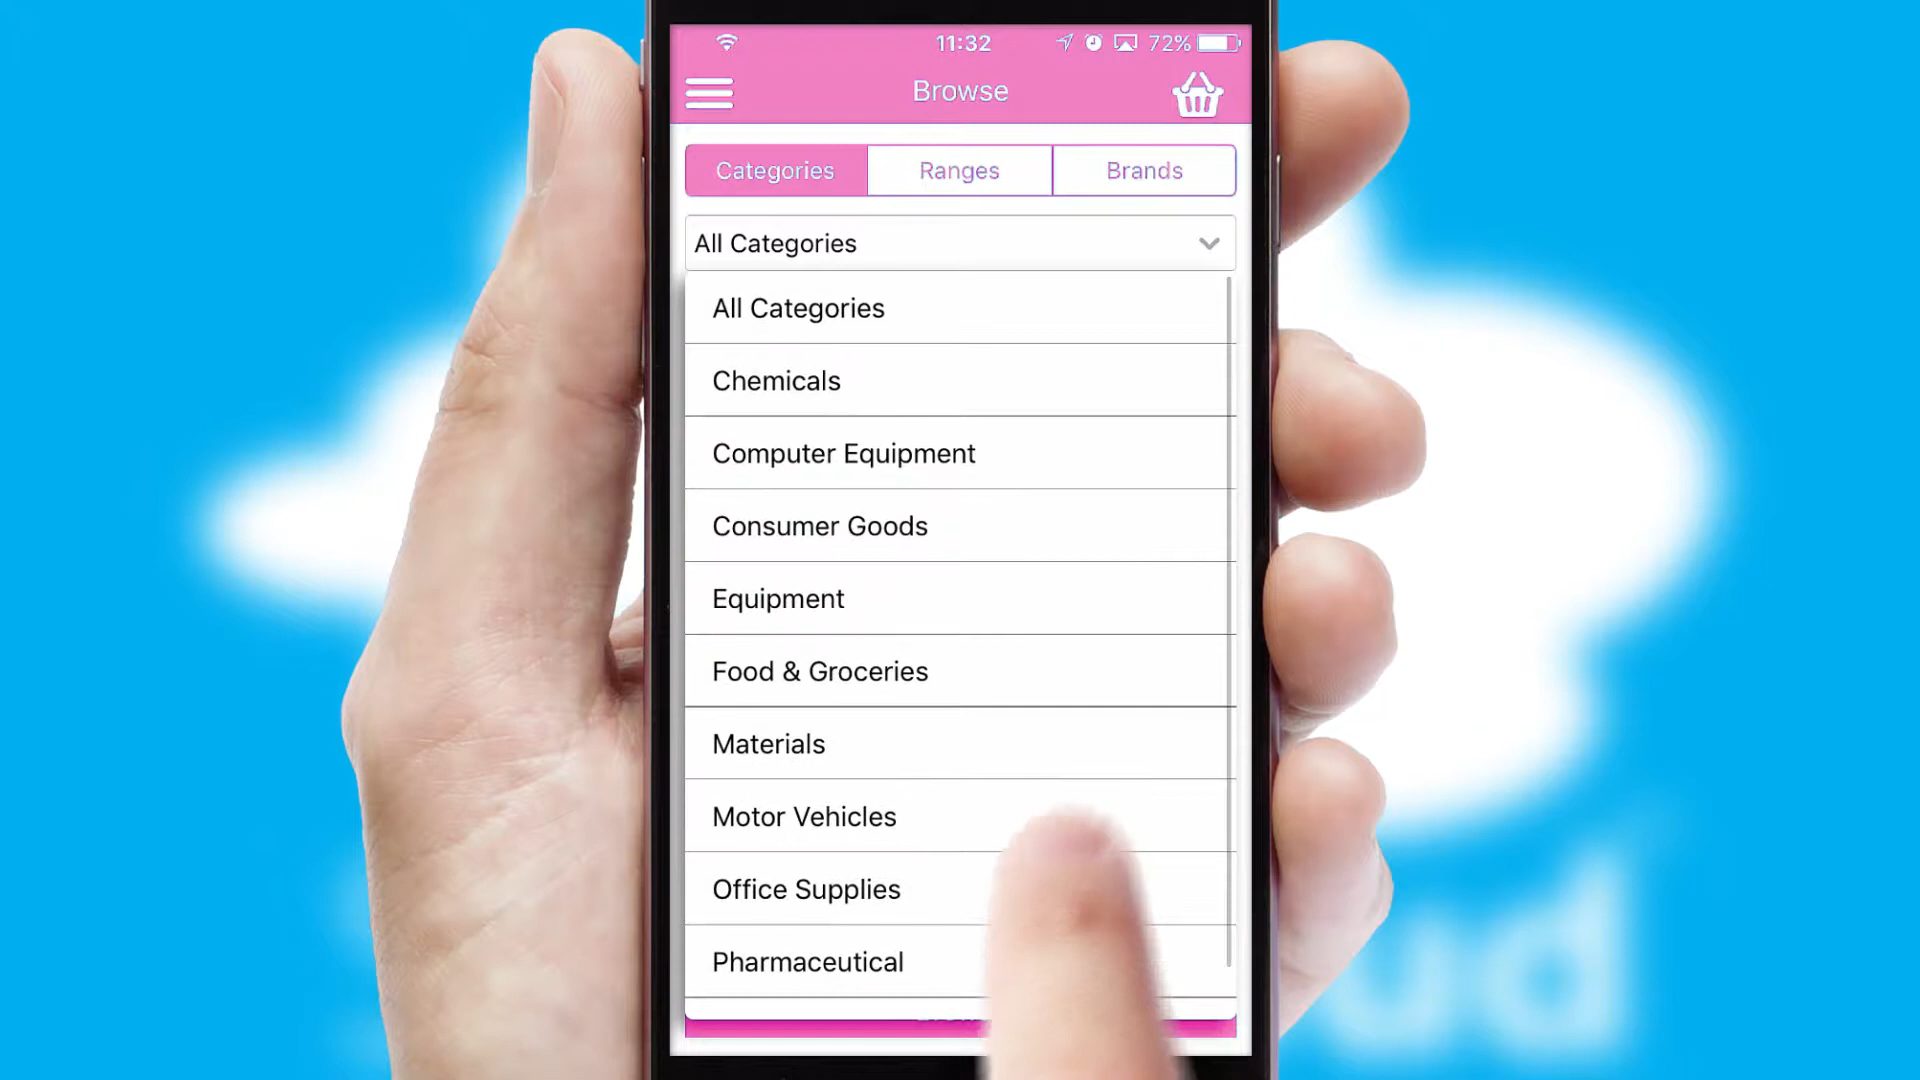 11:32
72%
Browse
Categories Ranges Brands
All Categories
All Categories
Chemicals
Computer Equipment
Consumer Goods
Equipment
Food & Groceries
Materials
Motor Vehicles
Office Supplies
Pharmaceutical